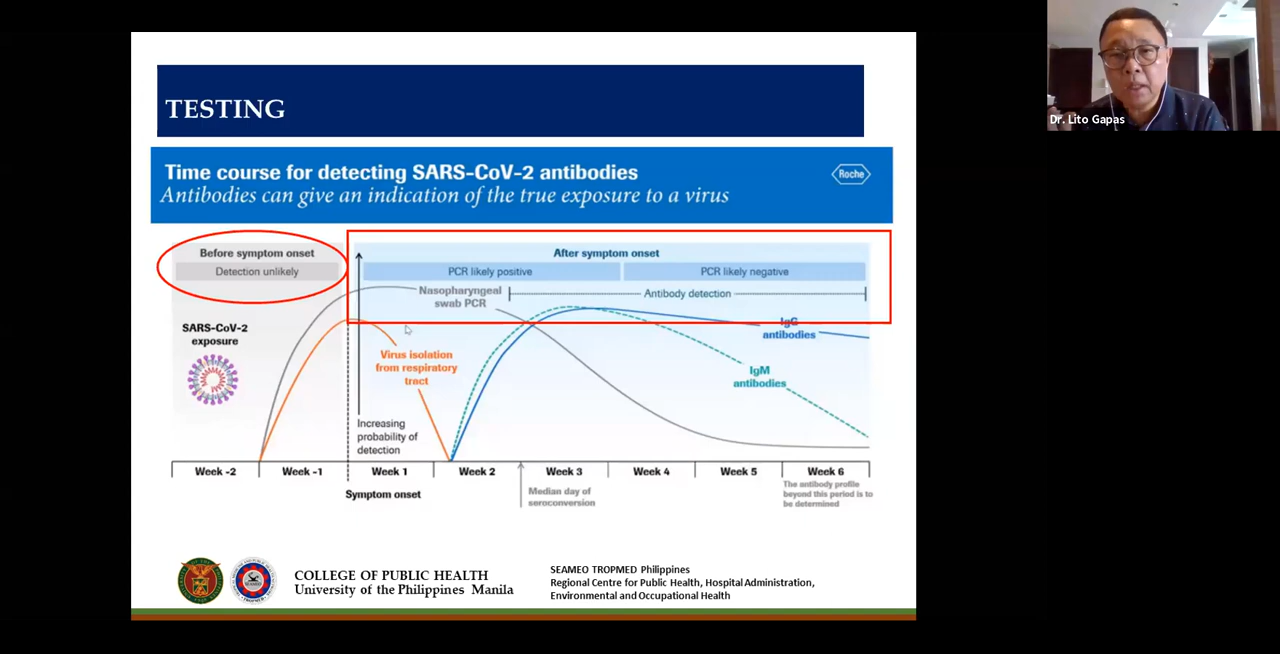 TESTING
Time course for detecting SARS-CoV-2 antibodies
Antibodies can give an indication of the true exposure to a virus
Roche
Before symptom onset
Detection unlikely
After symptom onset
PCR likely positive
PCR likely negative
Nasopharyngeal
swab PCR
Antibody detection
SARS-CoV-2
exposure
Virus isolation
from respiratory
tract
IgG
antibodies
IgM
antibodies
Increasing
probability of
detection
Week -2
Week -1
Week 1
Week 2
Week 3
Week 4
Week 5
Week 6
Symptom onset
Median day of
seroconversion
The antibody profile
beyond this period is to
be determined
COLLEGE OF PUBLIC HEALTH
University of the Philippines Manila
SEAMEO TROPMED Philippines
Regional Centre for Public Health, Hospital Administration,
Environmental and Occupational Health
Dr. Lito Gapas